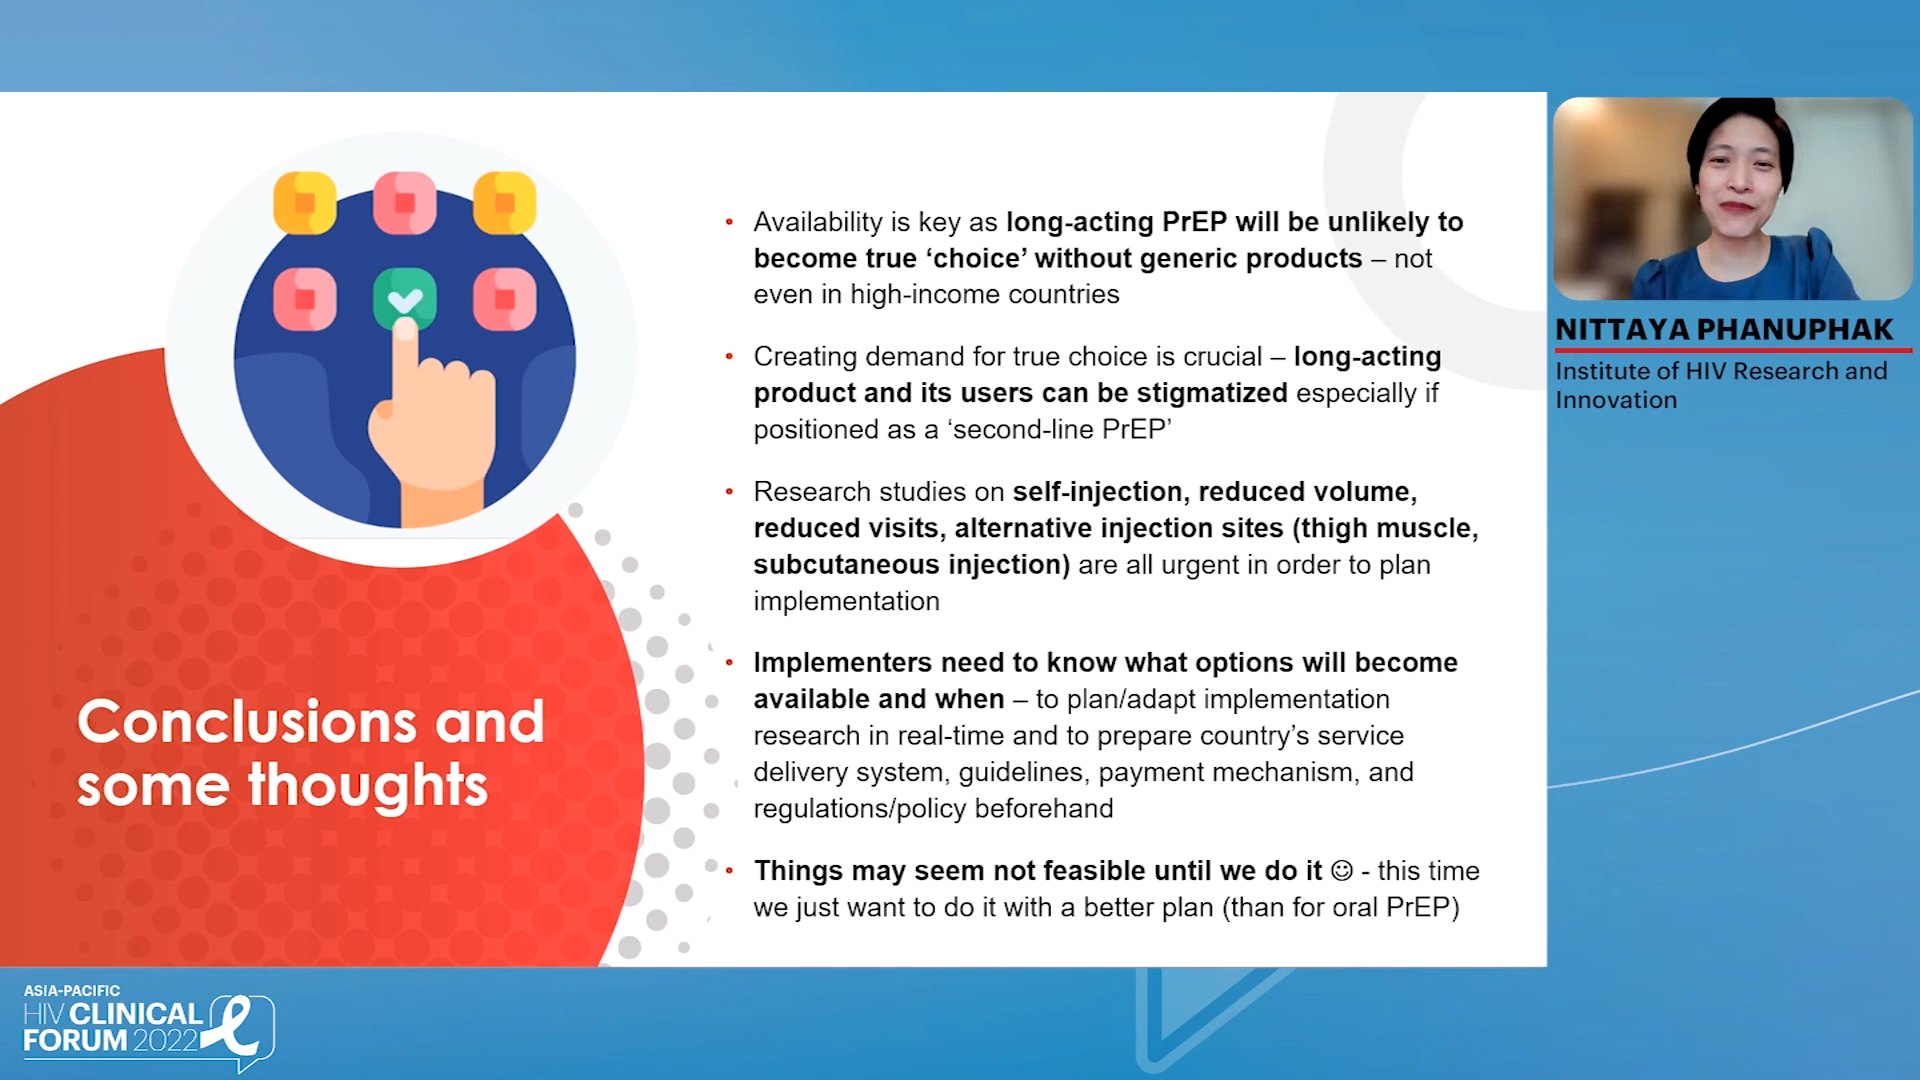 Conclusions and
some thoughts
• Availability is key as long-acting PrEP will be unlikely to
become true ‘choice’ without generic products – not
even in high-income countries
• Creating demand for true choice is crucial – long-acting
product and its users can be stigmatized especially if
positioned as a ‘second-line PrEP’
• Research studies on self-injection, reduced volume,
reduced visits, alternative injection sites (thigh muscle,
subcutaneous injection) are all urgent in order to plan
implementation
• Implementers need to know what options will become
available and when – to plan/adapt implementation
research in real-time and to prepare country’s service
delivery system, guidelines, payment mechanism, and
regulations/policy beforehand
• Things may seem not feasible until we do it ☺ - this time
we just want to do it with a better plan (than for oral PrEP)
NITTAYA PHANUPHAK
Institute of HIV Research and
Innovation
ASIA-PACIFIC
HIV CLINICAL
FORUM 2022